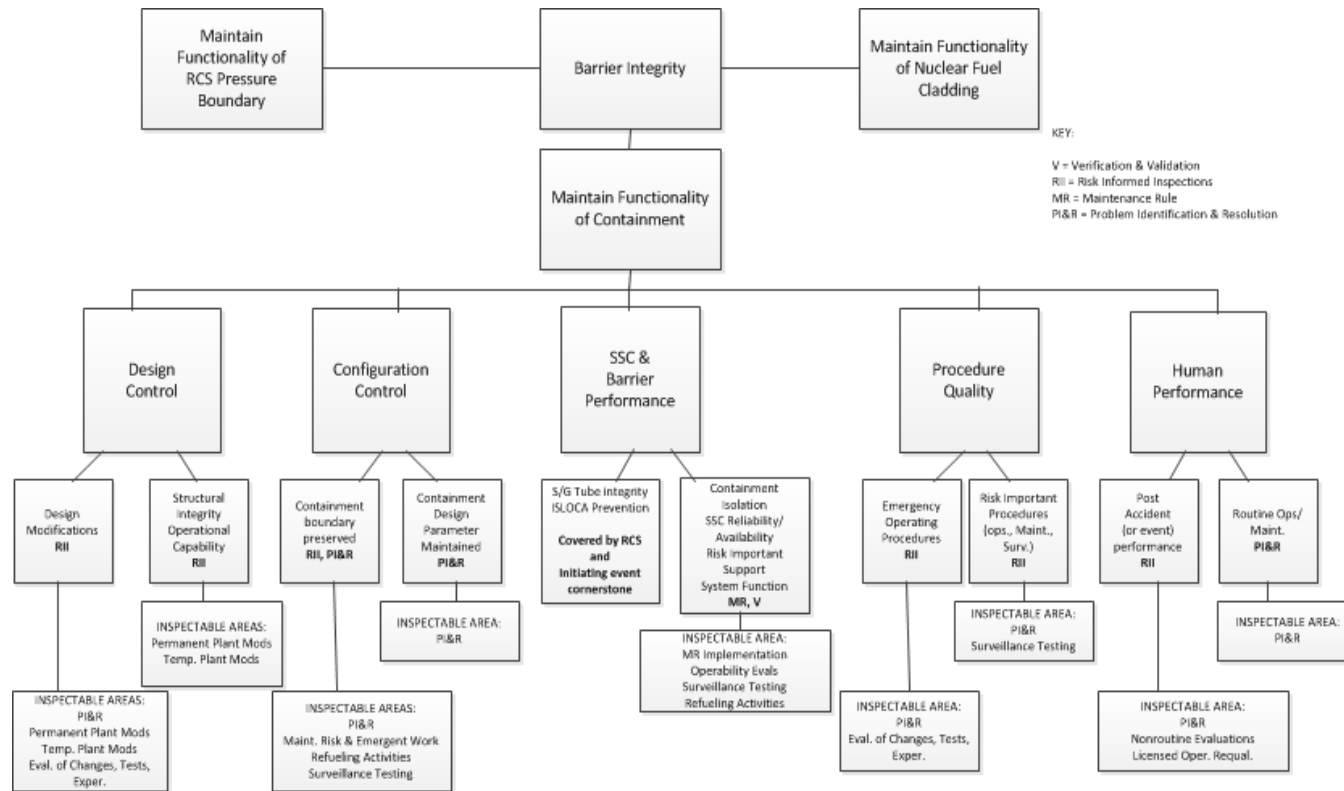 Maintain
Functionality of
RCS Pressure
Boundary
Barrier Integrity
Maintain Functionality
of Nuclear Fuel
Cladding
KEY:
V = Verification & Validation
RII = Risk Informed Inspections
MR = Maintenance Rule
PI&R = Problem Identification & Resolution
Maintain Functionality
of Containment
Design
Control
Configuration
Control
SSC &
Barrier
Performance
Procedure
Quality
Human
Performance
Design
Modifications
RII
Structural
Integrity
Operational
Capability
RII
Containment
boundary
preserved
RII, PI&R
Containment
Design
Parameter
Maintained
PI&R
S/G Tube integrity
ISLOCA Prevention
Covered by RCS
and
Initiating event
cornerstone
Containment
Isolation
SSC Reliability/
Availability
Risk Important
Support
System Function
MR, V
Emergency
Operating
Procedures
RII
Risk Important
Procedures
(ops., Maint.,
Surv.)
RII
Post
Accident
(or event)
performance
RII
Routine Ops/
Maint.
PI&R
INSPECTABLE AREAS:
Permanent Plant Mods
Temp. Plant Mods
INSPECTABLE AREA:
PI&R
INSPECTABLE AREA:
MR Implementation
Operability Evals
Surveillance Testing
Refueling Activities
INSPECTABLE AREA:
PI&R
Surveillance Testing
INSPECTABLE AREA:
PI&R
INSPECTABLE AREAS:
PI&R
Permanent Plant Mods
Temp. Plant Mods
Eval. of Changes, Tests,
Exper.
INSPECTABLE AREAS:
PI&R
Maint. Risk & Emergent Work
Refueling Activities
Surveillance Testing
INSPECTABLE AREA:
PI&R
Eval. of Changes, Tests,
Exper.
INSPECTABLE AREA:
PI&R
Nonroutine Evaluations
Licensed Oper. Requal.